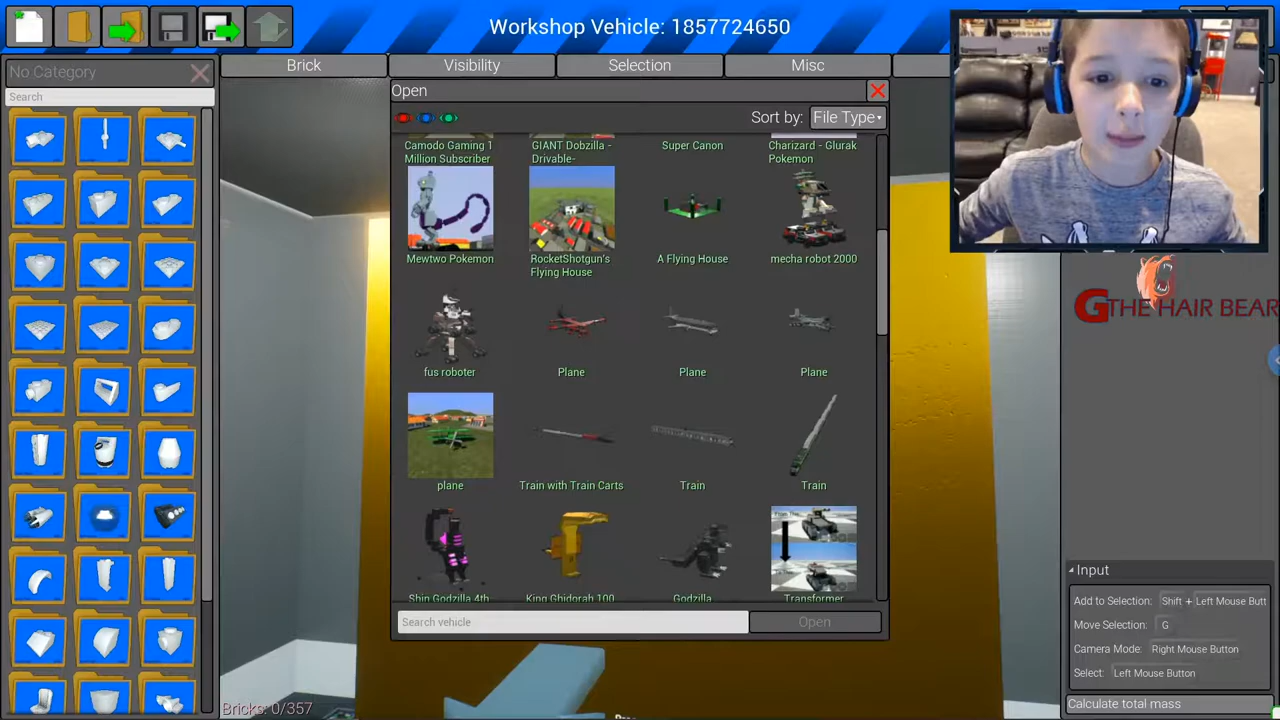 Workshop Vehicle: 1857724650
No Category
Search
Brick
Visibility
Selection
Misc
Open
Sort by:
File Type
Camodo Gaming 1
Million Subscriber
GIANT Dobzilla -
Drivable-
Super Canon
Charizard - Glurak
Pokemon
Mewtwo Pokemon
RocketShotgun's
Flying House
A Flying House
mecha robot 2000
fus roboter
Plane
Plane
Plane
plane
Train with Train Carts
Train
Train
Shin Godzilla 4th
King Ghidorah 100
Godzilla
Transformer
Search vehicle
Open
Bricks: 0/357
GTHE HAIR BEAR
Input
Add to Selection: Shift + Left Mouse Butt
Move Selection: G
Camera Mode: Right Mouse Button
Select: Left Mouse Button
Calculate total mass